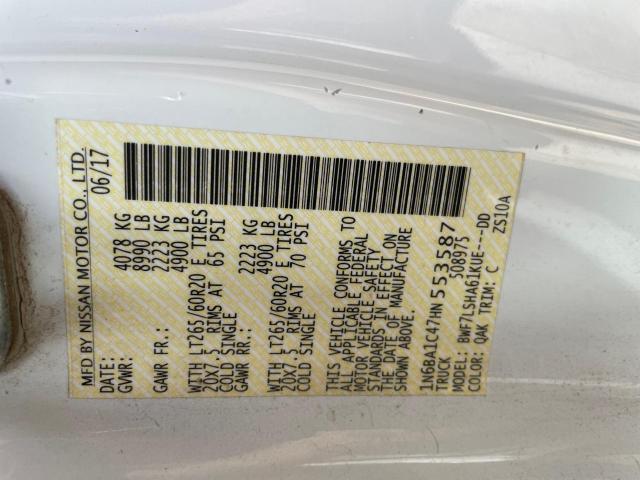 MFD BY NISSAN MOTOR CO., LTD.
DATE: 06/17
GVWR: 4078 KG
8990 LB
GAWR FR.: 2223 KG
4900 LB
WITH LT265/60R20 E TIRES
20X7.5 RIMS AT 65 PSI
COLD SINGLE
GAWR RR.: 2223 KG
4900 LB
WITH LT265/60R20 E TIRES
20X7.5 RIMS AT 70 PSI
COLD SINGLE
THIS VEHICLE CONFORMS TO
ALL APPLICABLE FEDERAL
MOTOR VEHICLE SAFETY
STANDARDS IN EFFECT ON
THE DATE OF MANUFACTURE
SHOWN ABOVE.
1N6BA1C47HN553587
TRUCK 508975
MODEL: BWF7LSHA61KUE---DD
COLOR: QAK TRIM: C ZS10A